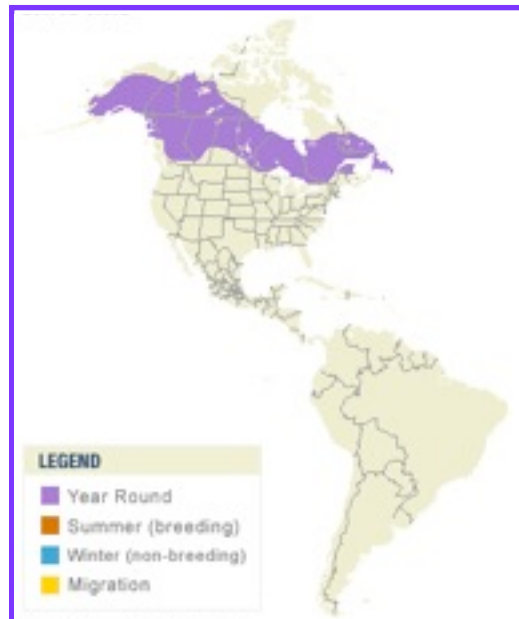 LEGEND
Year Round
Summer (breeding)
Winter (non-breeding)
Migration